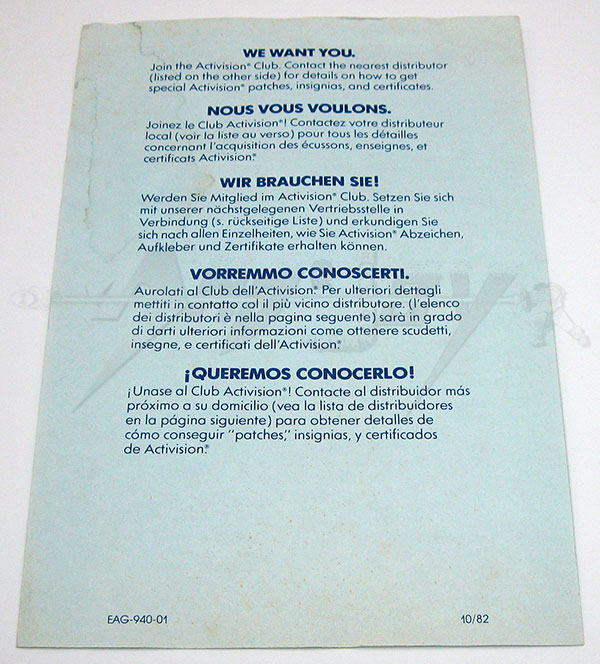 WE WANT YOU.
Join the Activision® Club. Contact the nearest distributor
(listed on the other side) for details on how to get
special Activision® patches, insignias, and certificates.
NOUS VOUS VOULONS.
Joinez le Club Activision®! Contactez votre distributeur
local (voir la liste au verso) pour tous les détailles
concernant l'acquisition des écussons, enseignes, et
certificats Activision®.
WIR BRAUCHEN SIE!
Werden Sie Mitglied im Activision® Club. Setzen Sie sich
mit unserer nächstgelegenen Vertriebsstelle in
Verbindung (s. rückseitige Liste) und erkundigen Sie
sich nach allen Einzelheiten, wie Sie Activision® Abzeichen,
Aufkleber und Zertifikate erhalten können.
VORREMMO CONOSCERTI.
Aurolati al Club dell'Activision®. Per ulteriori dettagli
mettiti in contatto col il più vicino distributore. (l'elenco
dei distributori è nella pagina seguente) sarà in grado
di darti ulteriori informazioni come ottenere scudetti,
insegne, e certificati dell'Activision®.
¡QUEREMOS CONOCERLO!
¡Unase al Club Activision®! Contacte al distribuidor más
próximo a su domicilio (vea la lista de distribuidores
en la página siguiente) para obtener detalles de
cómo conseguir "patches," insignias, y certificados
de Activision®.
EAG-940-01 10/82